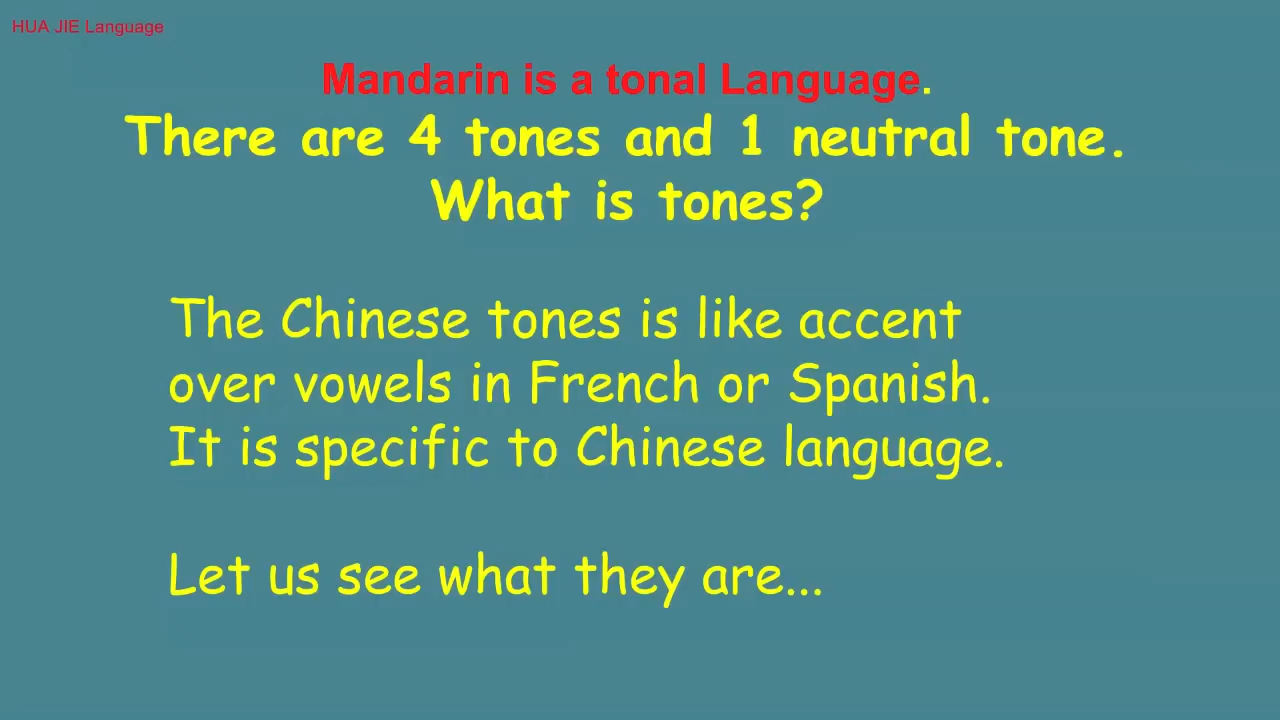 HUA JIE Language
Mandarin is a tonal Language.
There are 4 tones and 1 neutral tone.
What is tones?
The Chinese tones is like accent
over vowels in French or Spanish.
It is specific to Chinese language.
Let us see what they are...